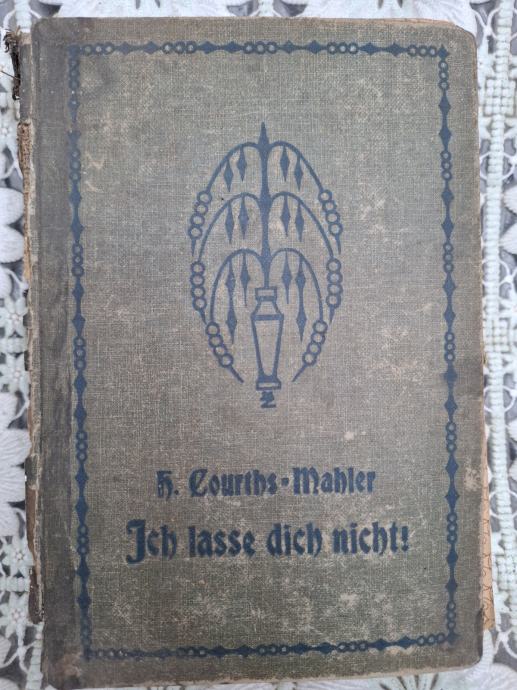 H. Courths-Mahler
Ich lasse dich nicht!